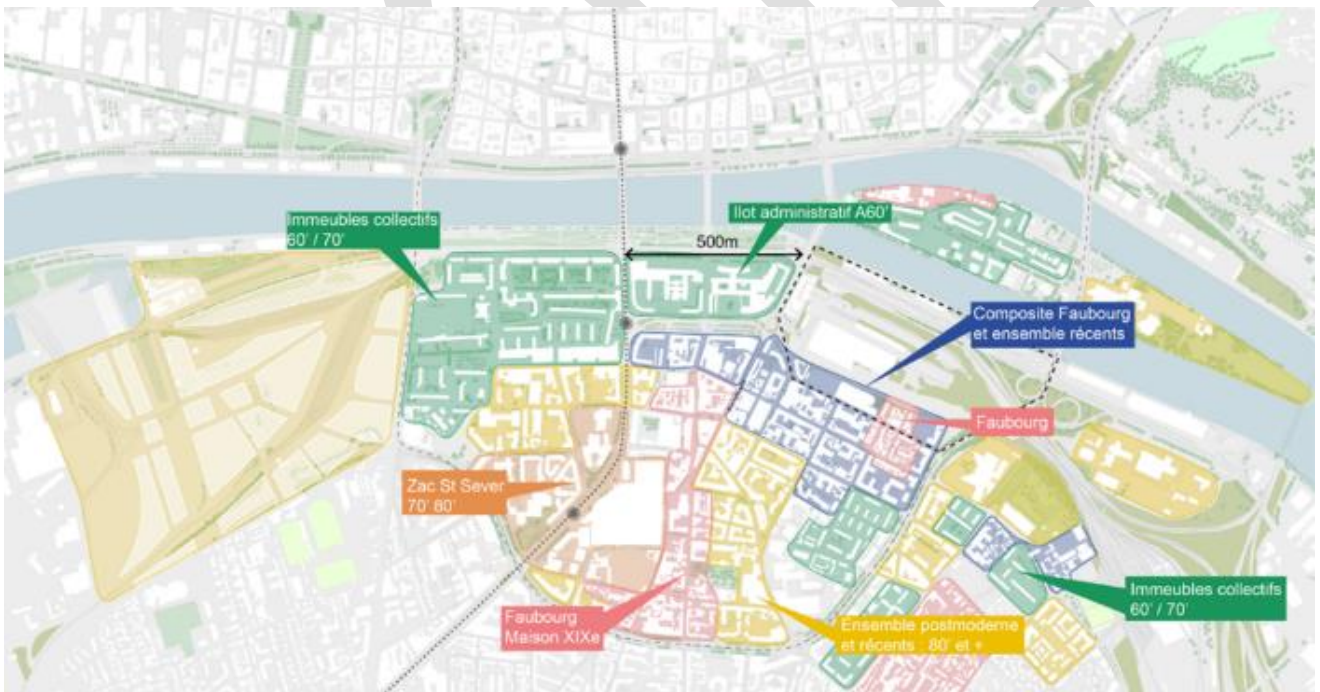 Immeubles collectifs
60' / 70'
Ilot administratif A60'
500m
Composite Faubourg
et ensemble récents
Faubourg
Zac St Sever
70' 80'
Faubourg
Maison XIXe
Ensemble postmoderne
et récents : 80' et +
Immeubles collectifs
60' / 70'